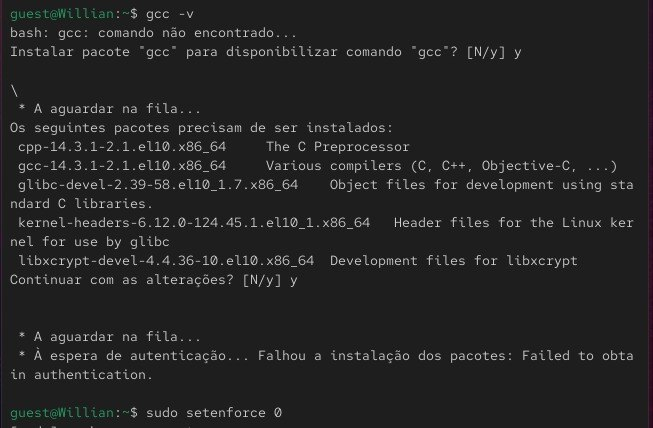 guest@Willian:~$ gcc -v
bash: gcc: comando não encontrado...
Instalar pacote "gcc" para disponibilizar comando "gcc"? [N/y] y
\
* A aguardar na fila...
Os seguintes pacotes precisam de ser instalados:
cpp-14.3.1-2.1.el10.x86_64 The C Preprocessor
gcc-14.3.1-2.1.el10.x86_64 Various compilers (C, C++, Objective-C, ...)
glibc-devel-2.39-58.el10_1.7.x86_64 Object files for development using sta
ndard C libraries.
kernel-headers-6.12.0-124.45.1.el10_1.x86_64 Header files for the Linux ker
nel for use by glibc
libxcrypt-devel-4.4.36-10.el10.x86_64 Development files for libxcrypt
Continuar com as alterações? [N/y] y
* A aguardar na fila...
* À espera de autenticação... Falhou a instalação dos pacotes: Failed to obta
in authentication.
guest@Willian:~$ sudo setenforce 0